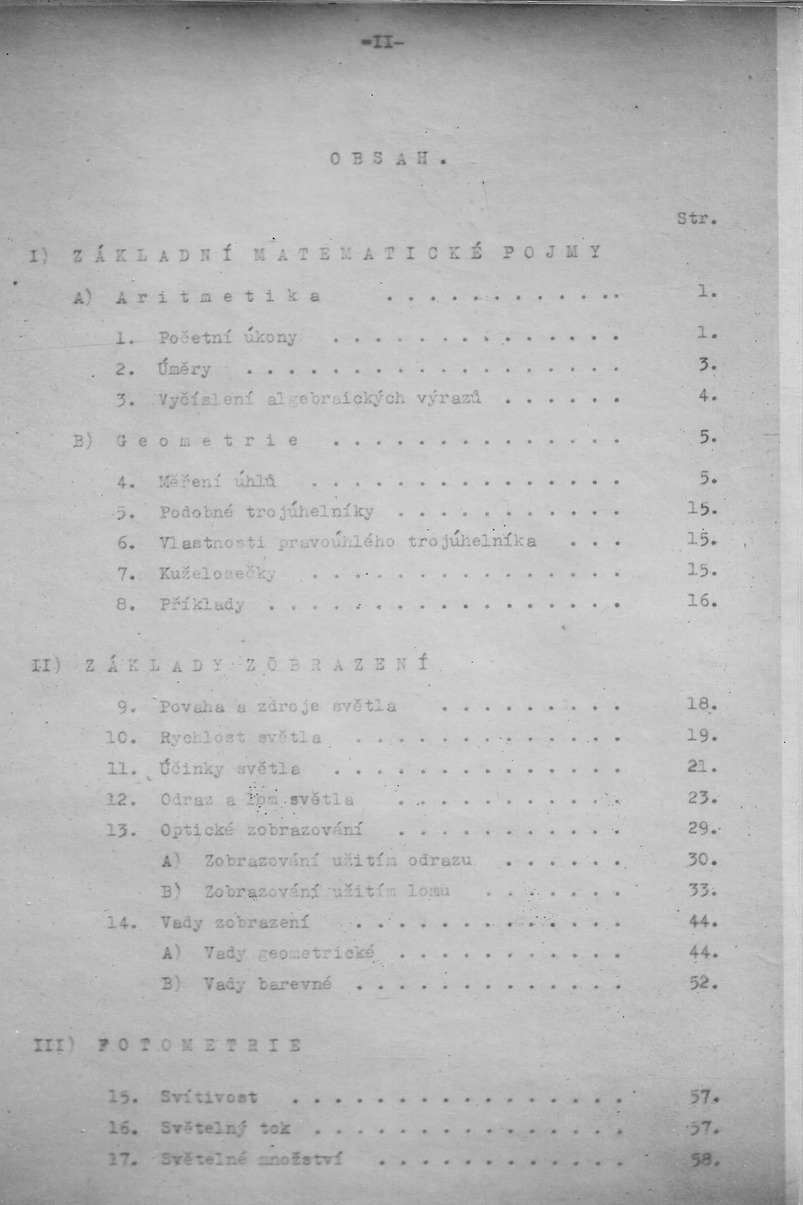 -II-
O B S A H .
Str.
I) Z Á K L A D N Í M A T E M A T I C K É P O J M Y
A) A r i t m e t i k a . . . . . . . . . . . . 1.
1. Početní úkony . . . . . . . . . . . . . . 1.
2. Úměry . . . . . . . . . . . . . . . . . . 3.
3. Vyčíslení algebraických výrazů . . . . . . 4.
B) G e o m e t r i e . . . . . . . . . . . . . . 5.
4. Měření úhlů . . . . . . . . . . . . . . . 5.
5. Podobné trojúhelníky . . . . . . . . . . . 15.
6. Vlastnosti pravoúhlého trojúhelníka . . . 15.
7. Kuželosečky . . . . . . . . . . . . . . . 15.
8. Příklady . . . . . . . . . . . . . . . . . 16.
II) Z Á K L A D Y Z O B R A Z E N Í
9. Povaha a zdroje světla . . . . . . . . . 18.
10. Rychlost světla . . . . . . . . . . . . . 19.
11. Účinky světla . . . . . . . . . . . . . . 21.
12. Odraz a lom světla . . . . . . . . . . . 23.
13. Optické zobrazování . . . . . . . . . . . 29.
A) Zobrazování užitím odrazu . . . . . . 30.
B) Zobrazování užitím lomu . . . . . . . 33.
14. Vady zobrazení . . . . . . . . . . . . . 44.
A) Vady geometrické . . . . . . . . . . . 44.
B) Vady barevné . . . . . . . . . . . . . 52.
III) F O T O M E T R I E
15. Svítivost . . . . . . . . . . . . . . . . 57.
16. Světelný tok . . . . . . . . . . . . . . . 57.
17. Světelné množství . . . . . . . . . . . . 58.